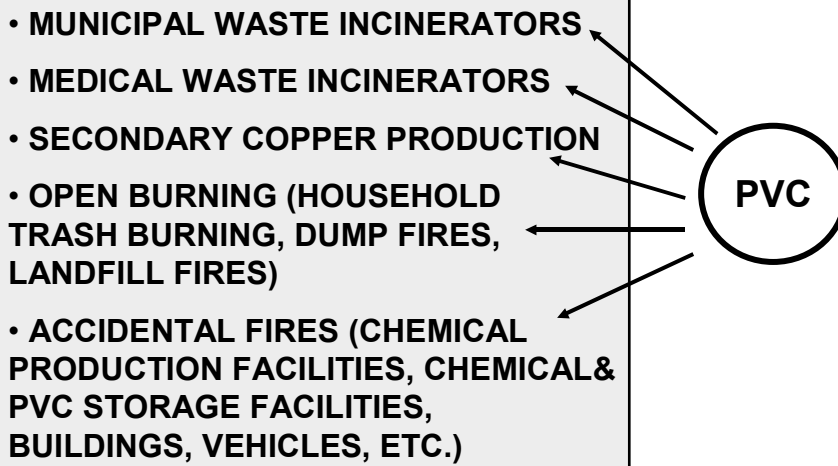 • MUNICIPAL WASTE INCINERATORS
• MEDICAL WASTE INCINERATORS
• SECONDARY COPPER PRODUCTION
• OPEN BURNING (HOUSEHOLD
TRASH BURNING, DUMP FIRES,
LANDFILL FIRES)
• ACCIDENTAL FIRES (CHEMICAL
PRODUCTION FACILITIES, CHEMICAL&
PVC STORAGE FACILITIES,
BUILDINGS, VEHICLES, ETC.)
PVC